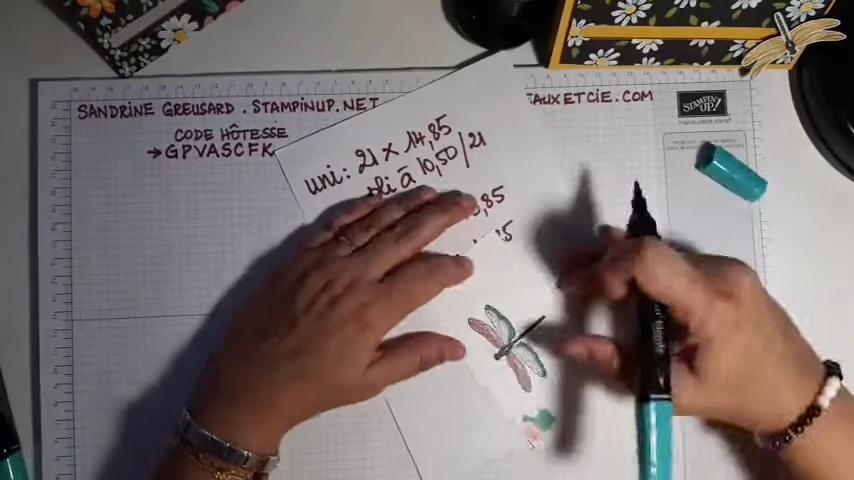 SANDRINE GREUSARD.STAMPINUP.NET
AUXETCIE.COM
CODE HÔTESSE
→ GPVASCFK
STAMPIN' UP!
uni: 21 x 14,85
pli à 10,50 | 21